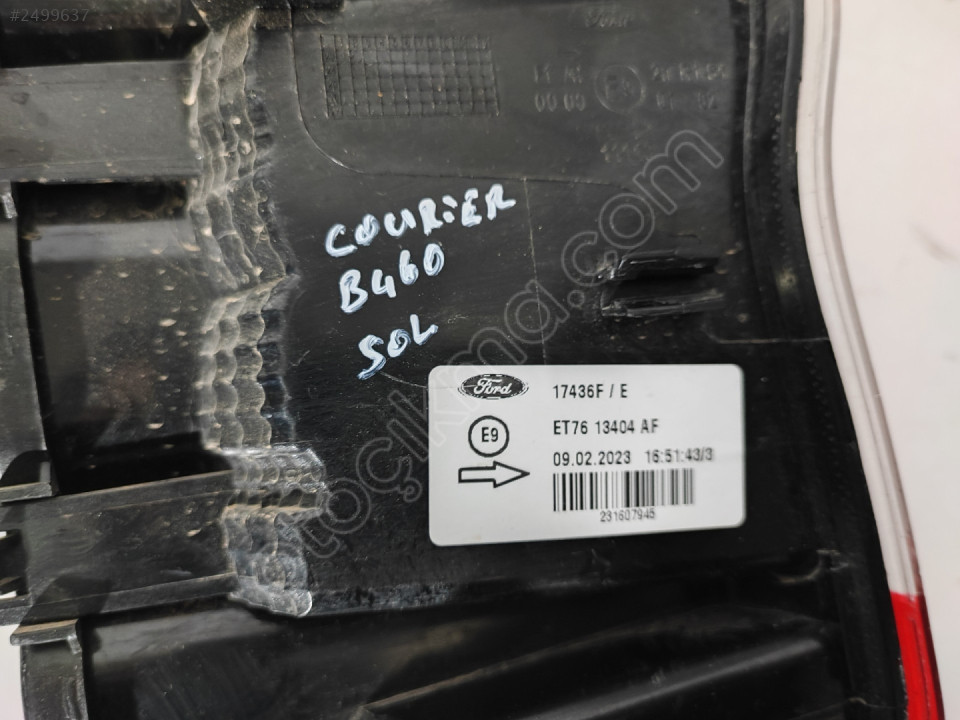 #2499637
COURiER
B460
SOL
Ford
17436F / E
E9
ET76 13404 AF
09.02.2023 16:51:43/3
231607945
otoçıkma.com